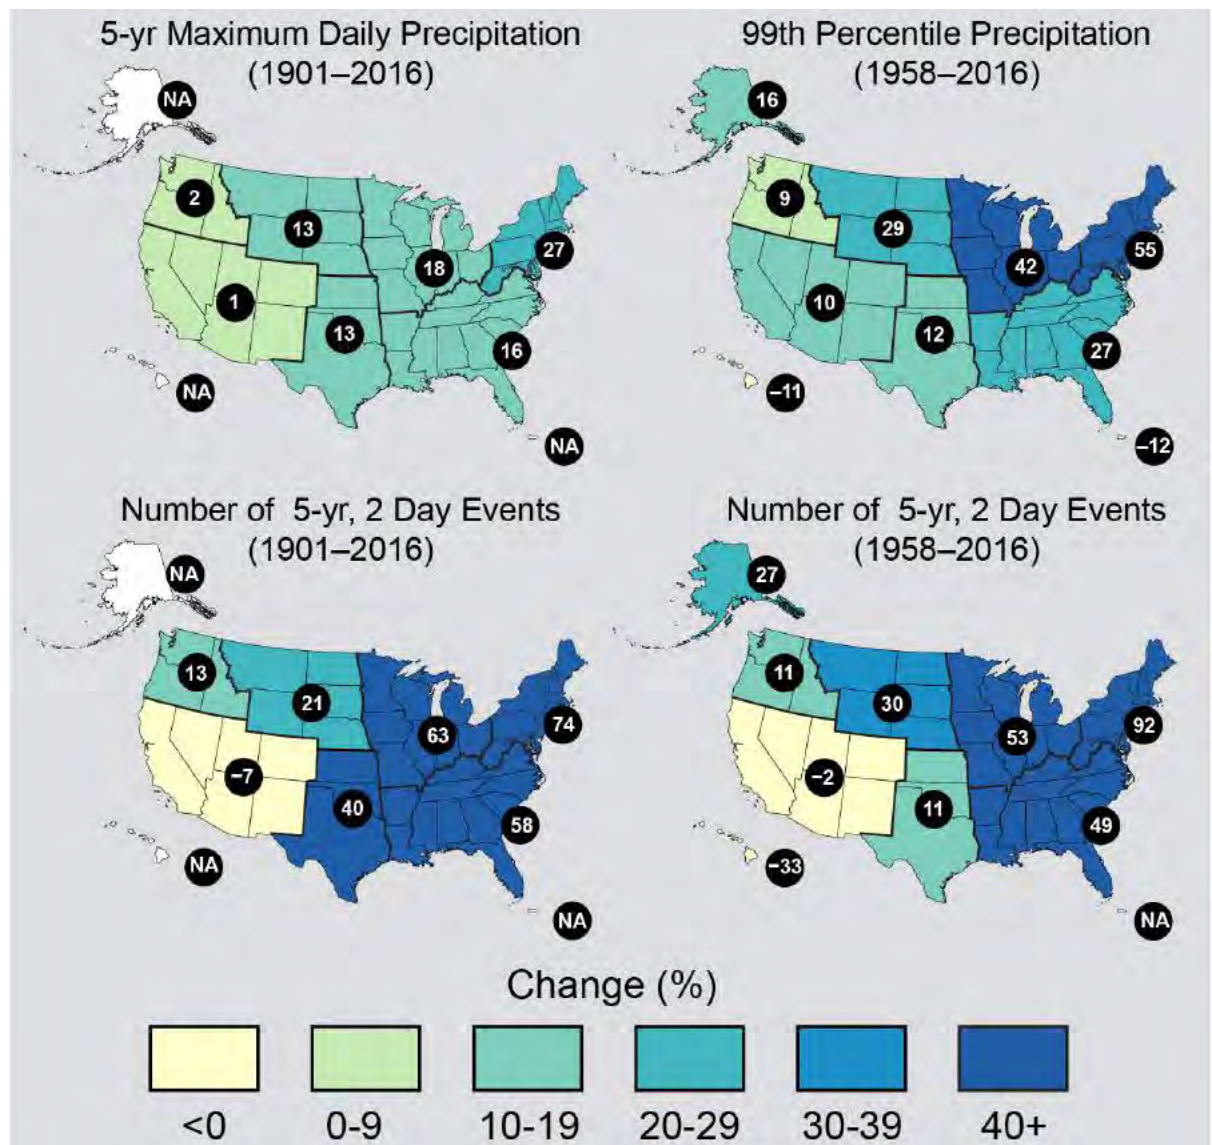 5-yr Maximum Daily Precipitation
(1901–2016)
NA
2
13
27
18
1
13
16
NA
NA
99th Percentile Precipitation
(1958–2016)
16
9
29
55
42
10
12
27
–11
–12
Number of 5-yr, 2 Day Events
(1901–2016)
NA
13
21
74
63
–7
40
58
NA
NA
Number of 5-yr, 2 Day Events
(1958–2016)
27
11
30
92
53
–2
11
49
–33
NA
Change (%)
<0 0-9 10-19 20-29 30-39 40+